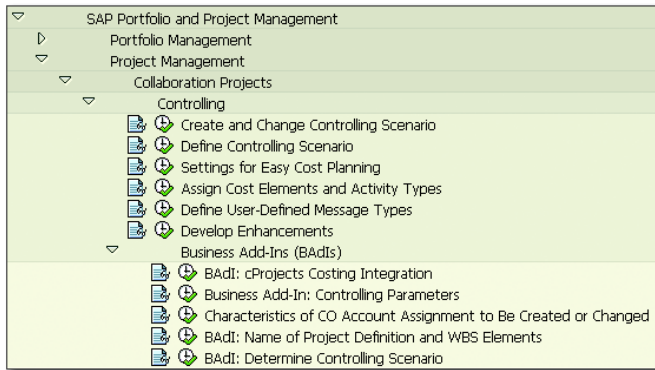 SAP Portfolio and Project Management
Portfolio Management
Project Management
Collaboration Projects
Controlling
Create and Change Controlling Scenario
Define Controlling Scenario
Settings for Easy Cost Planning
Assign Cost Elements and Activity Types
Define User-Defined Message Types
Develop Enhancements
Business Add-Ins (BAdIs)
BAdI: cProjects Costing Integration
Business Add-In: Controlling Parameters
Characteristics of CO Account Assignment to Be Created or Changed
BAdI: Name of Project Definition and WBS Elements
BAdI: Determine Controlling Scenario